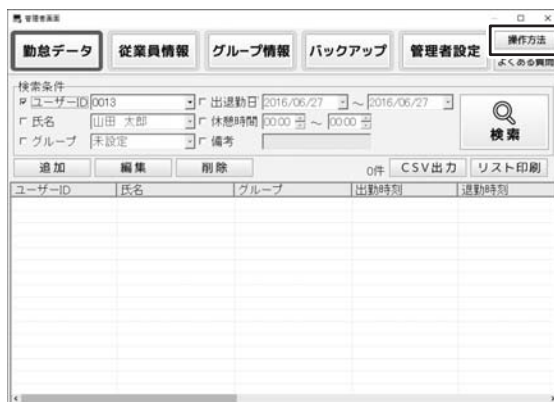 管理者画面
勤怠データ 従業員情報 グループ情報 バックアップ 管理者設定 操作方法
よくある質問
検索条件
ユーザーID 0013 出退勤日 2016/06/27 ～ 2016/06/27
氏名 山田 太郎 休憩時間 00:00 ～ 00:00
グループ 未設定 備考
検索
追加 編集 削除 0件 CSV出力 リスト印刷
ユーザーID 氏名 グループ 出勤時刻 退勤時刻